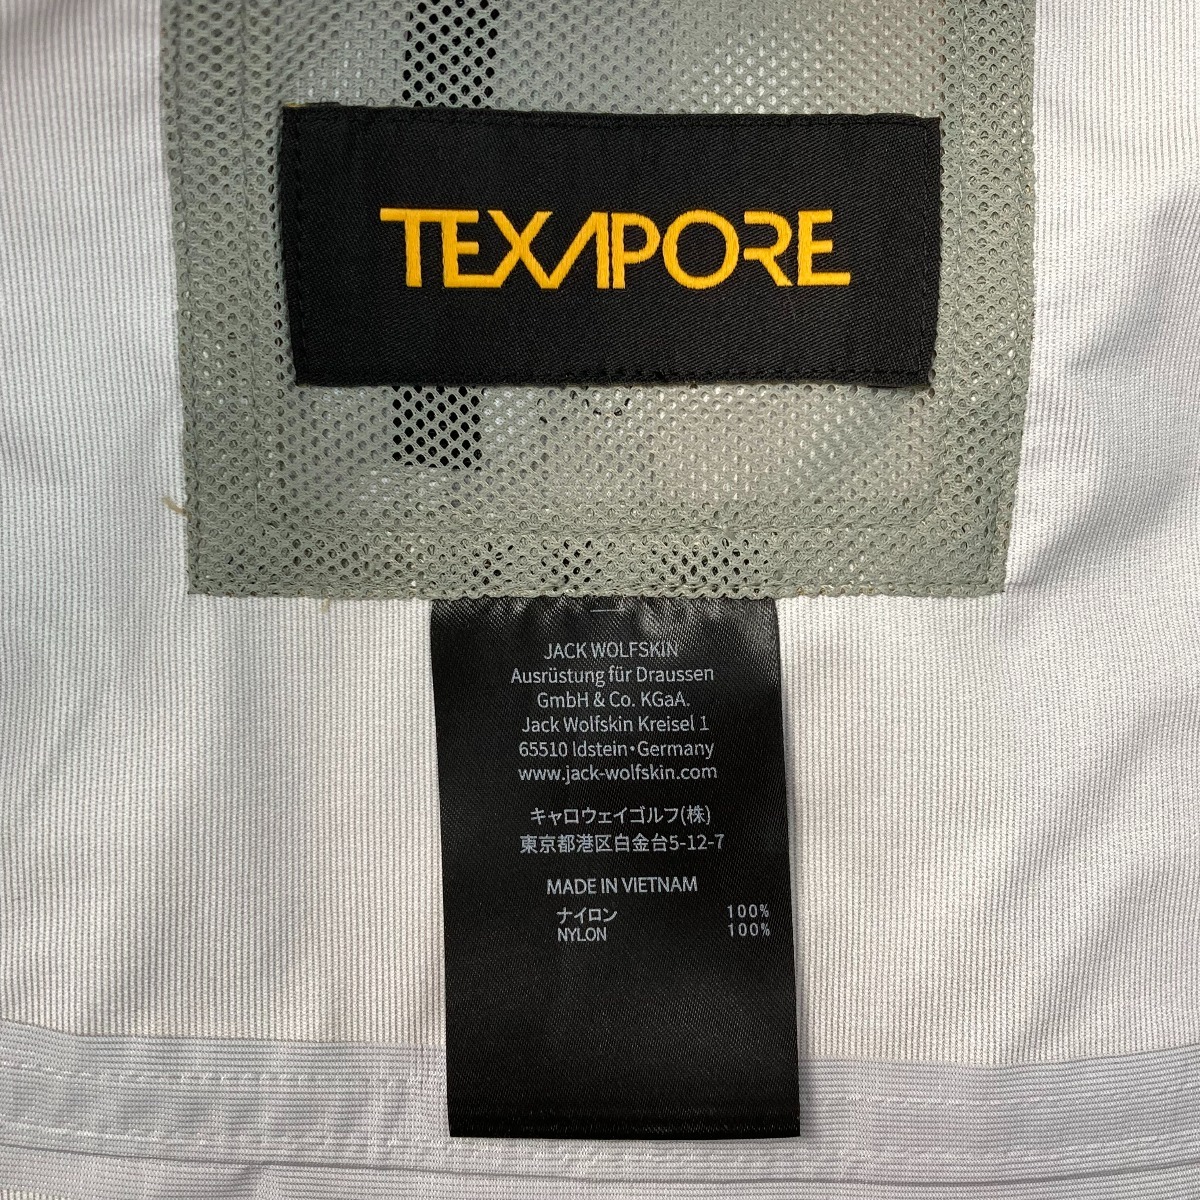 TEXAPORE
JACK WOLFSKIN
Ausrüstung für Draussen
GmbH & Co. KGaA.
Jack Wolfskin Kreisel 1
65510 ldstein•Germany
www.jack-wolfskin.com
キャロウェイゴルフ(株)
東京都港区白金台5-12-7
MADE IN VIETNAM
ナイロン 100%
NYLON 100%